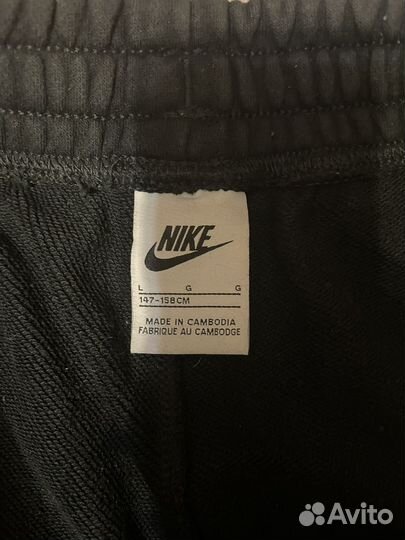 NIKE
L G G
147-158CM
MADE IN CAMBODIA
FABRIQUE AU CAMBODGE
Avito